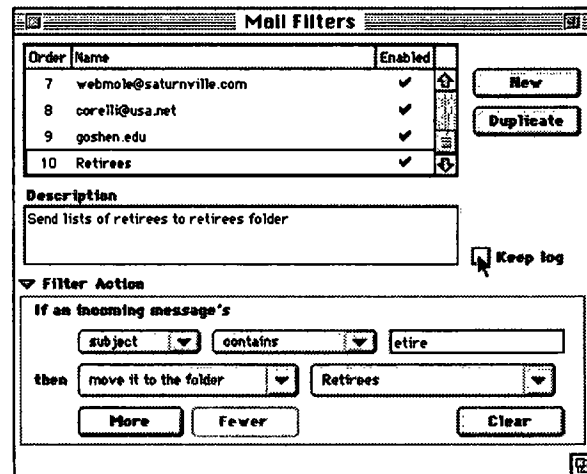 Mail Filters
Order Name Enabled
7 webmole@saturnville.com
8 corelli@usa.net
9 goshen.edu
10 Retirees
New
Duplicate
Description
Send lists of retirees to retirees folder
Keep log
Filter Action
If an incoming message's
subject contains etire
then move it to the folder Retirees
More Fewer Clear